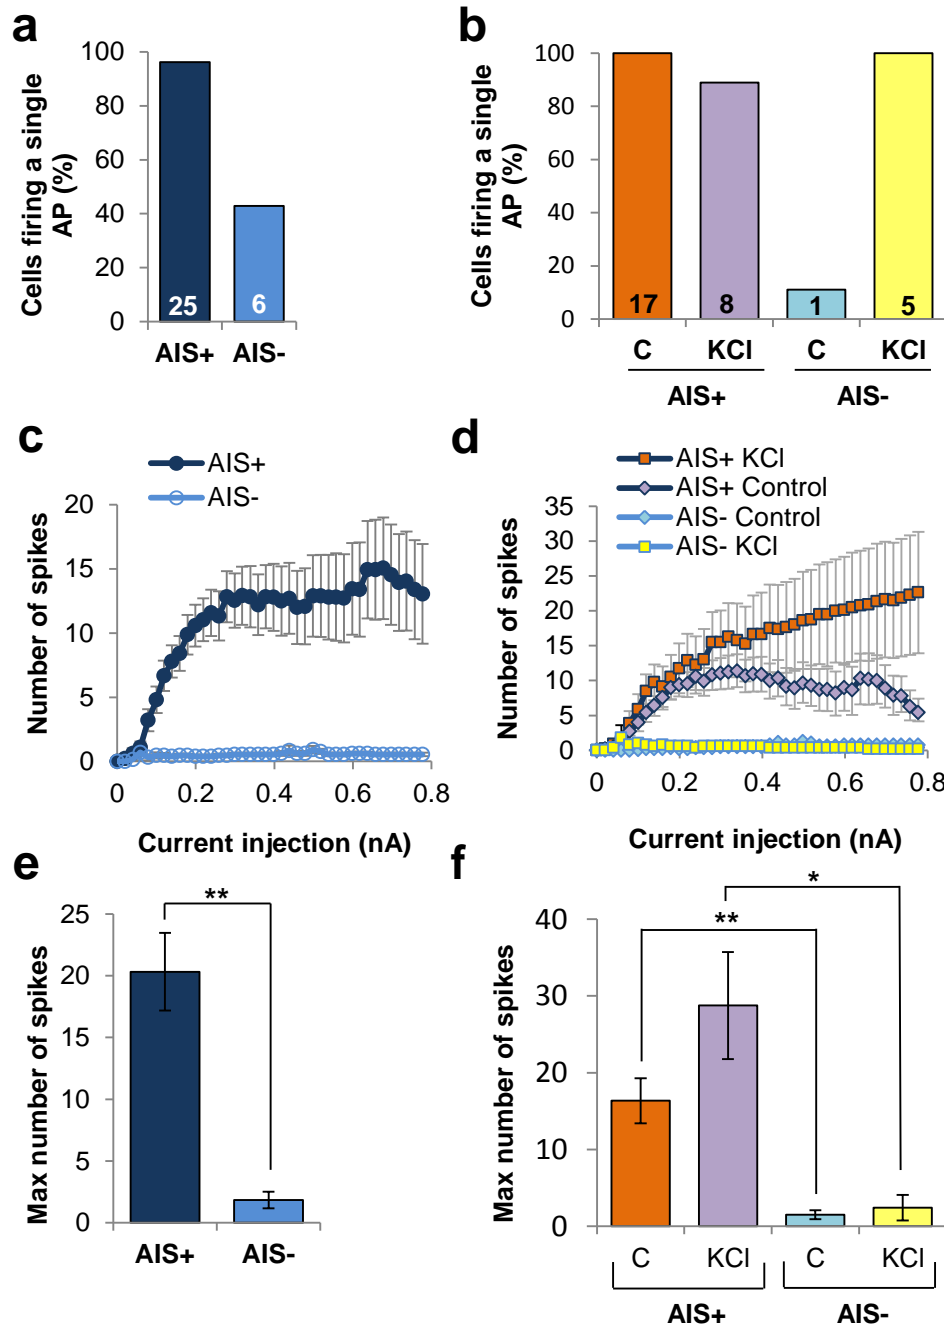 a
Cells firing a single
AP (%)
100
80
60
40
20
0
25
6
AIS+
AIS-
b
Cells firing a single
AP (%)
100
80
60
40
20
0
17
8
1
5
C
KCl
C
KCl
AIS+
AIS-
c
AIS+
AIS-
Number of spikes
20
15
10
5
0
0
0.2
0.4
0.6
0.8
Current injection (nA)
d
AIS+ KCl
AIS+ Control
AIS- Control
AIS- KCl
Number of spikes
35
30
25
20
15
10
5
0
0
0.2
0.4
0.6
0.8
Current injection (nA)
e
**
Max number of spikes
25
20
15
10
5
0
AIS+
AIS-
f
*
**
Max number of spikes
40
30
20
10
0
C
KCl
C
KCl
AIS+
AIS-